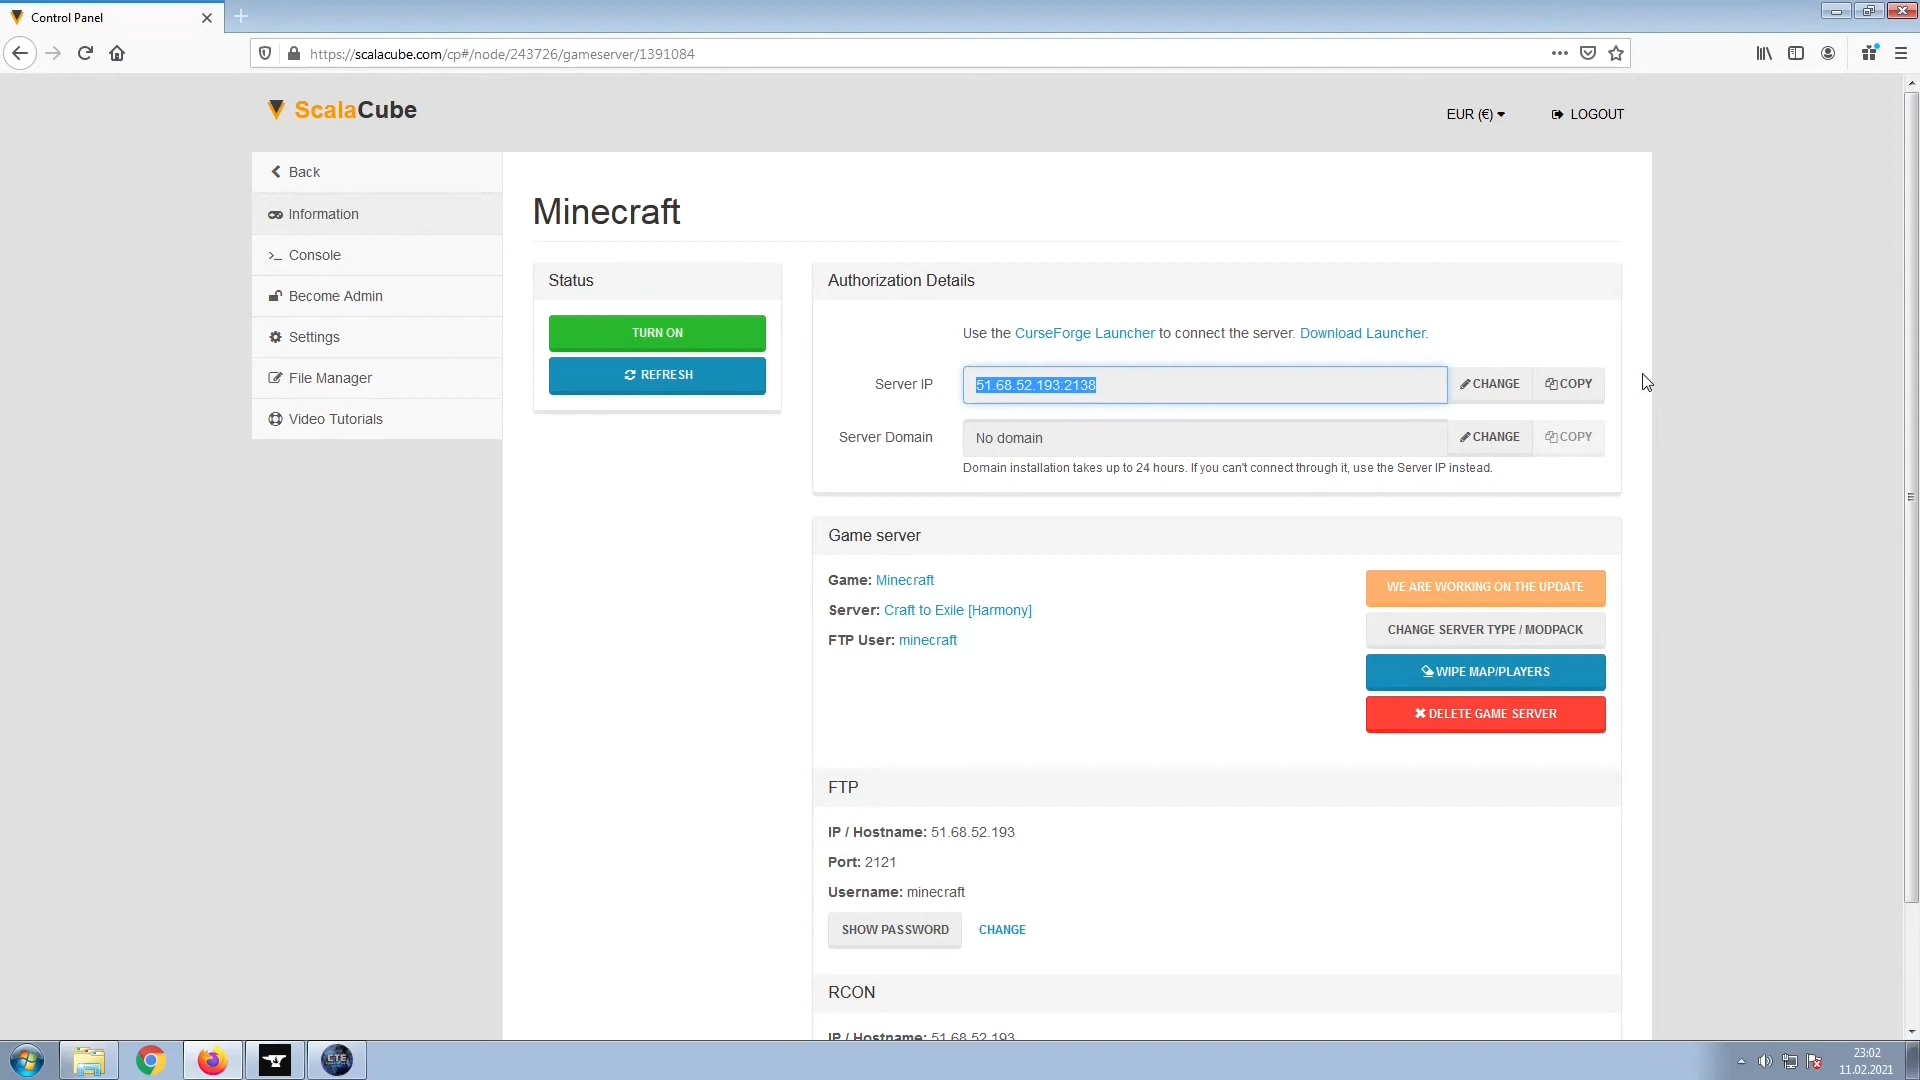 Control Panel
https://scalacube.com/cp#/node/243726/gameserver/1391084
ScalaCube
EUR (€)
LOGOUT
Back
Information
Console
Become Admin
Settings
File Manager
Video Tutorials
Minecraft
Status
TURN ON
REFRESH
Authorization Details
Use the CurseForge Launcher to connect the server. Download Launcher.
Server IP
51.68.52.193:2138
CHANGE
COPY
Server Domain
No domain
CHANGE
COPY
Domain installation takes up to 24 hours. If you can't connect through it, use the Server IP instead.
Game server
Game: Minecraft
Server: Craft to Exile [Harmony]
FTP User: minecraft
WE ARE WORKING ON THE UPDATE
CHANGE SERVER TYPE / MODPACK
WIPE MAP/PLAYERS
DELETE GAME SERVER
FTP
IP / Hostname: 51.68.52.193
Port: 2121
Username: minecraft
SHOW PASSWORD
CHANGE
RCON
IP / Hostname: 51.68.52.193
CTE
23:02
11.02.2021